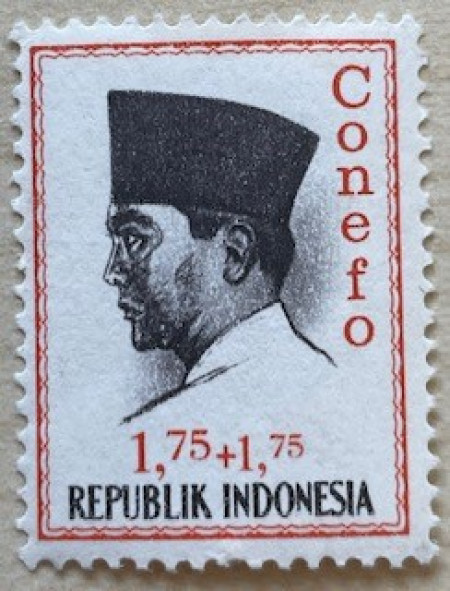 Conefo
1,75+1,75
REPUBLIK INDONESIA